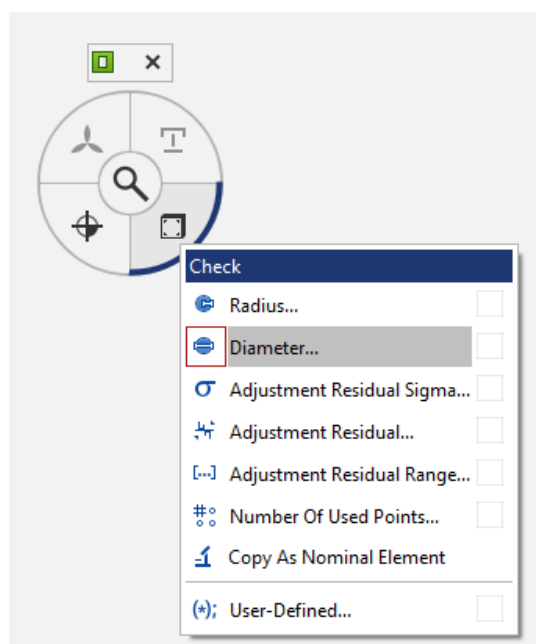 Check
Radius...
Diameter...
Adjustment Residual Sigma...
Adjustment Residual...
Adjustment Residual Range...
Number Of Used Points...
Copy As Nominal Element
User-Defined...